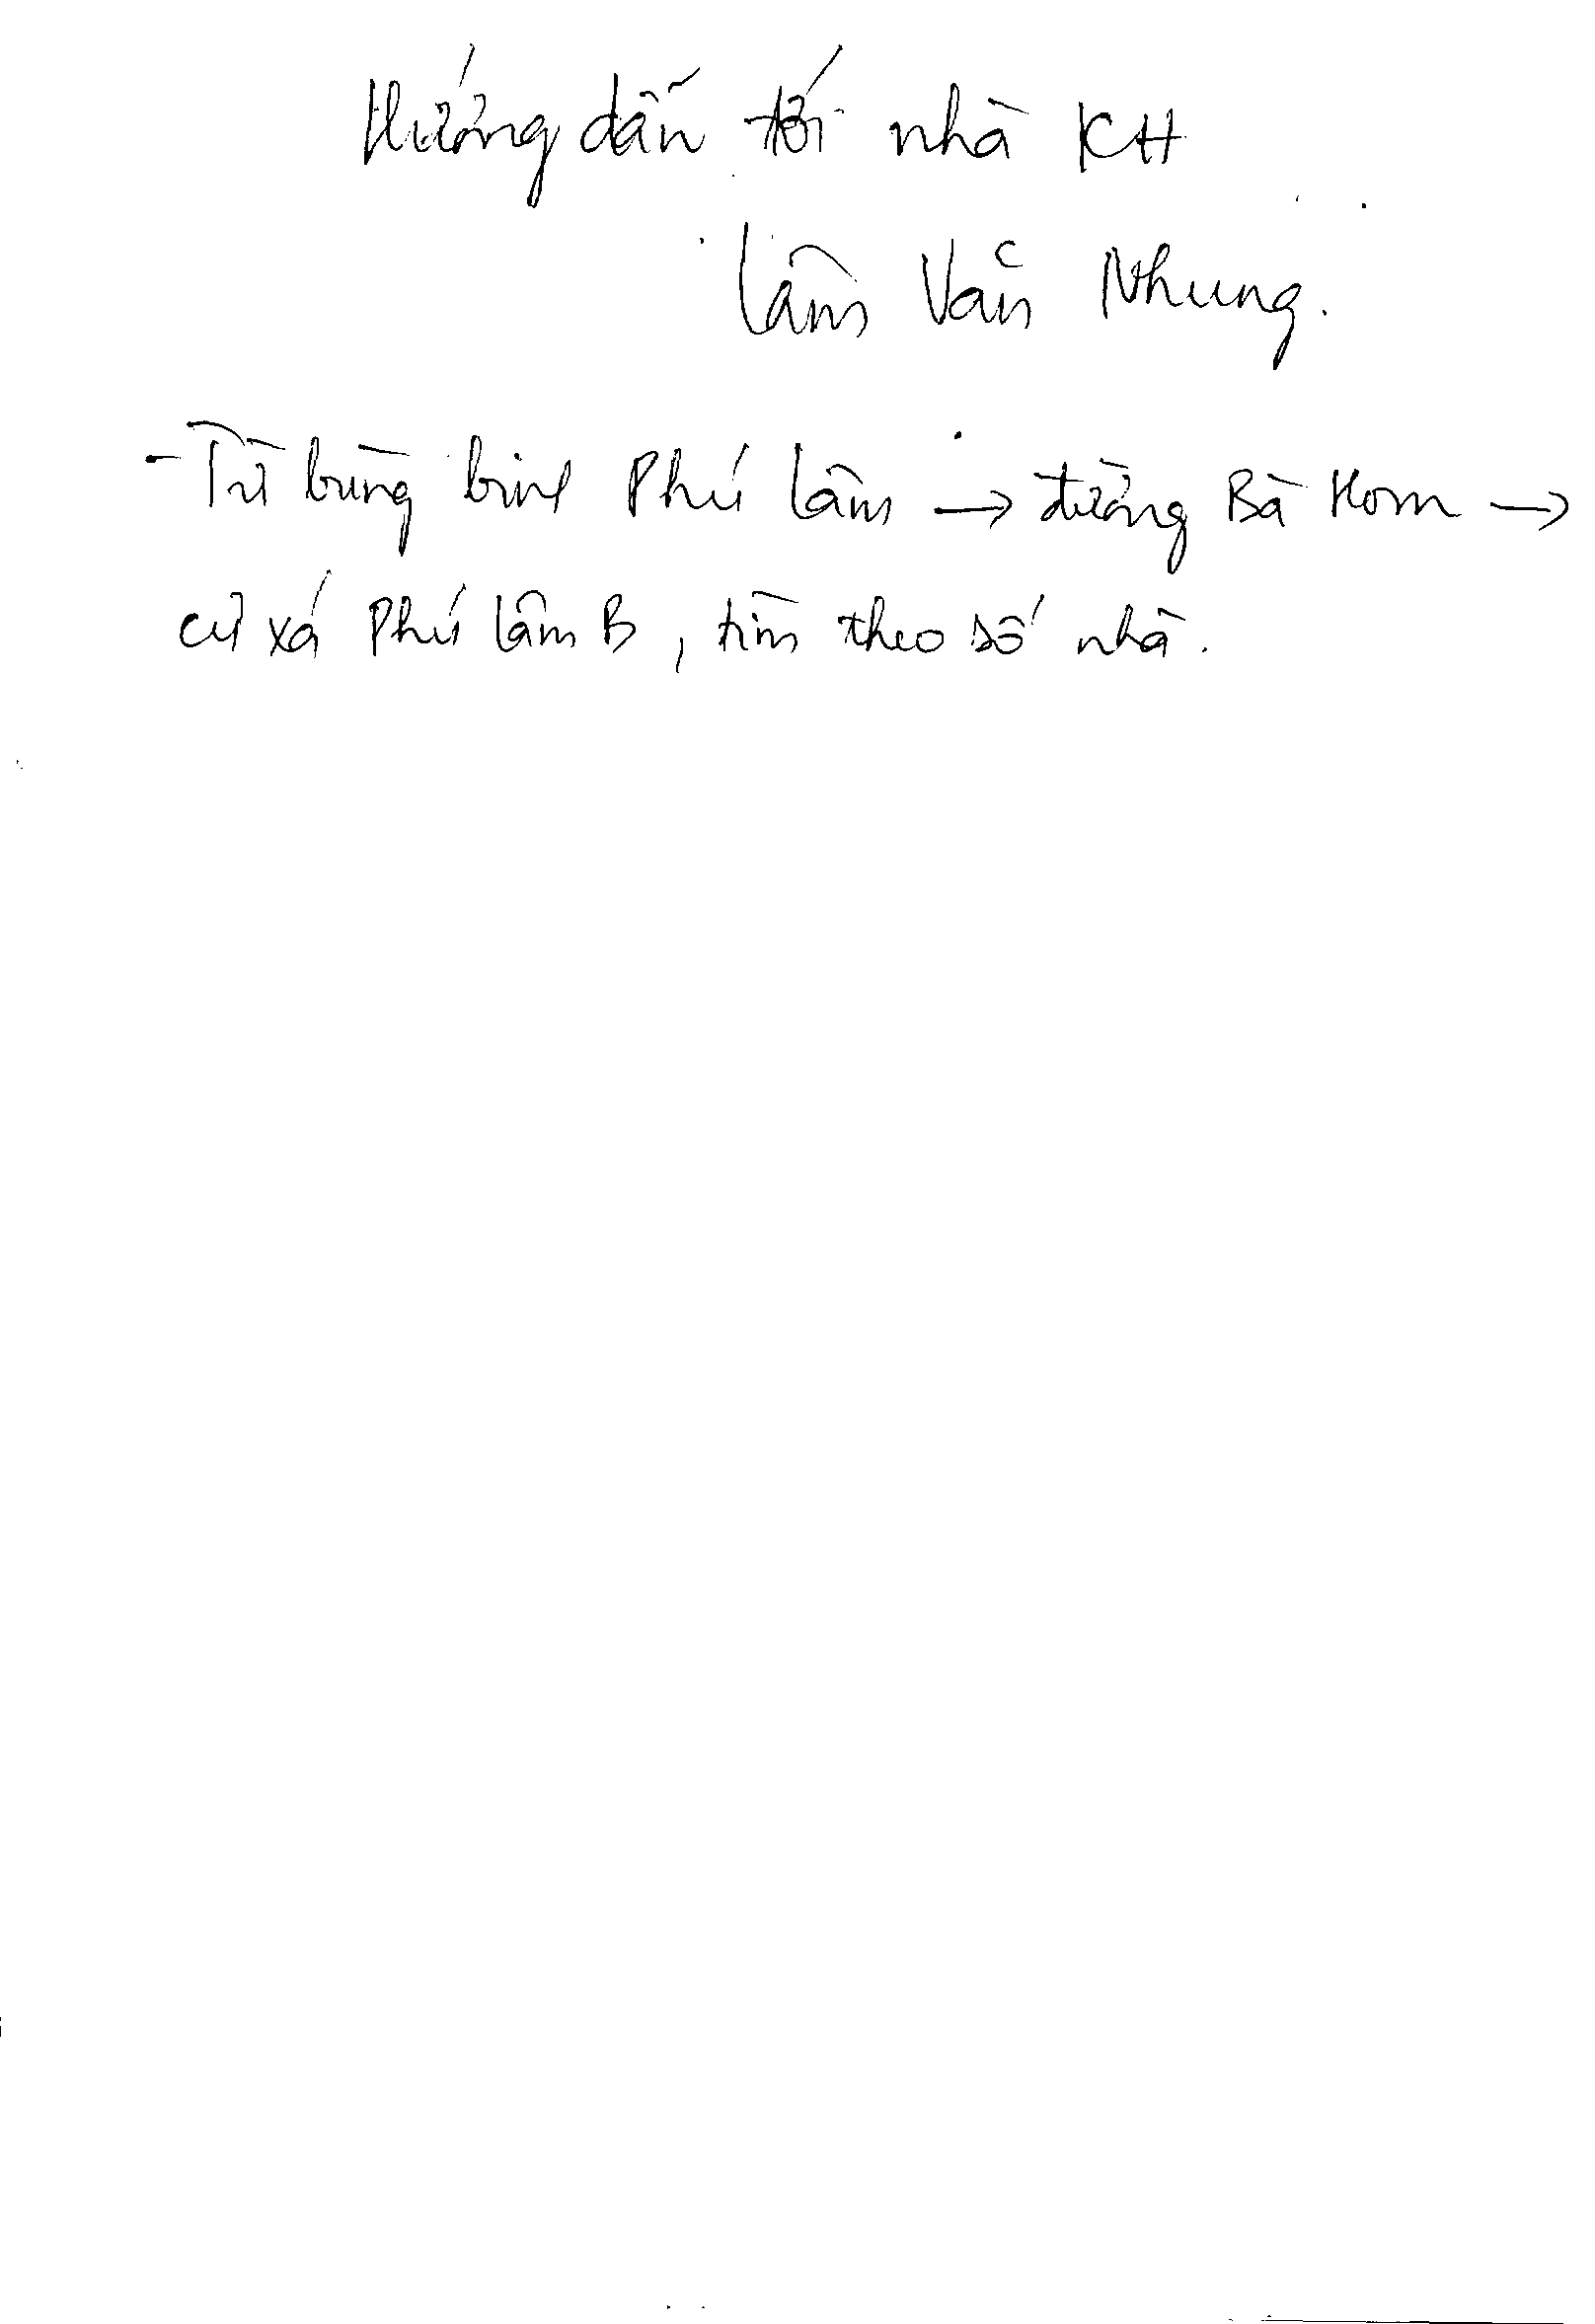 Hướng dẫn tới nhà KH
Lâm Văn Nhung.
- Từ bùng binh Phú Lâm → đường Bà Hom →
cư xá Phú Lâm B, tìm theo số nhà.